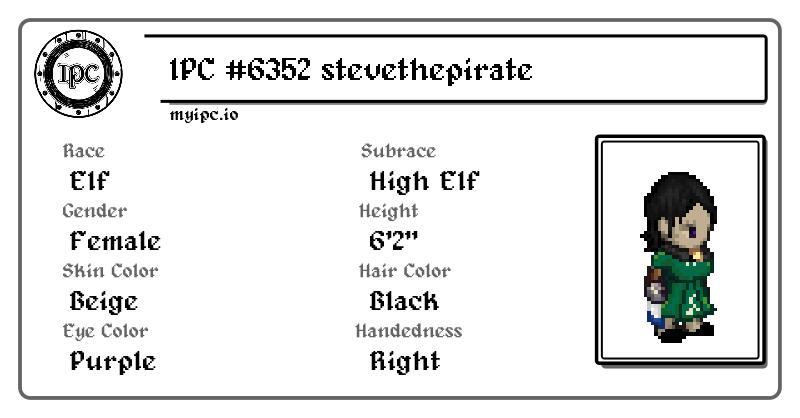 IPC
IPC #6352 stevethepirate
myipc.io
Race
Elf
Subrace
High Elf
Gender
Female
Height
6'2"
Skin Color
Beige
Hair Color
Black
Eye Color
Purple
Handedness
Right